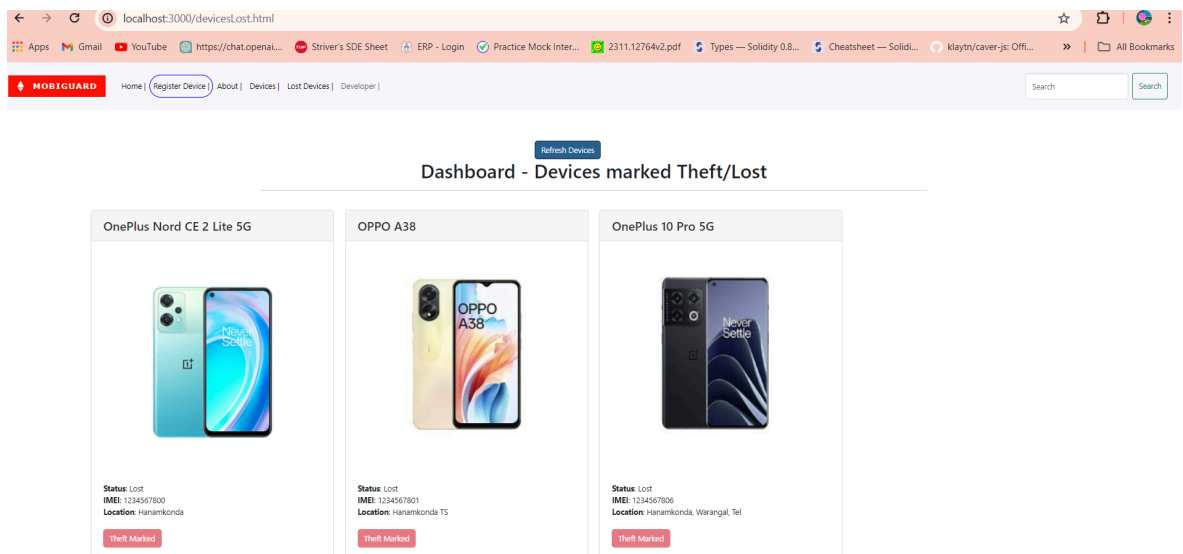 localhost:3000/devicesLost.html
Apps Gmail YouTube https://chat.openai.... Striver's SDE Sheet ERP - Login Practice Mock Inter... 2311.12764v2.pdf Types — Solidity 0.8... Cheatsheet — Solidi... klaytn/caver-js: Offi... » All Bookmarks
MOBIGUARD Home | Register Device | About | Devices | Lost Devices | Developer | Search Search
Refresh Devices
Dashboard - Devices marked Theft/Lost
OnePlus Nord CE 2 Lite 5G
Never
Settle
Status: Lost
IMEI: 1234567800
Location: Hanamkonda
Theft Marked
OPPO A38
OPPO
A38
Status: Lost
IMEI: 1234567801
Location: Hanamkonda TS
Theft Marked
OnePlus 10 Pro 5G
Never
Settle
Status: Lost
IMEI: 1234567806
Location: Hanamkonda, Warangal, Tel
Theft Marked